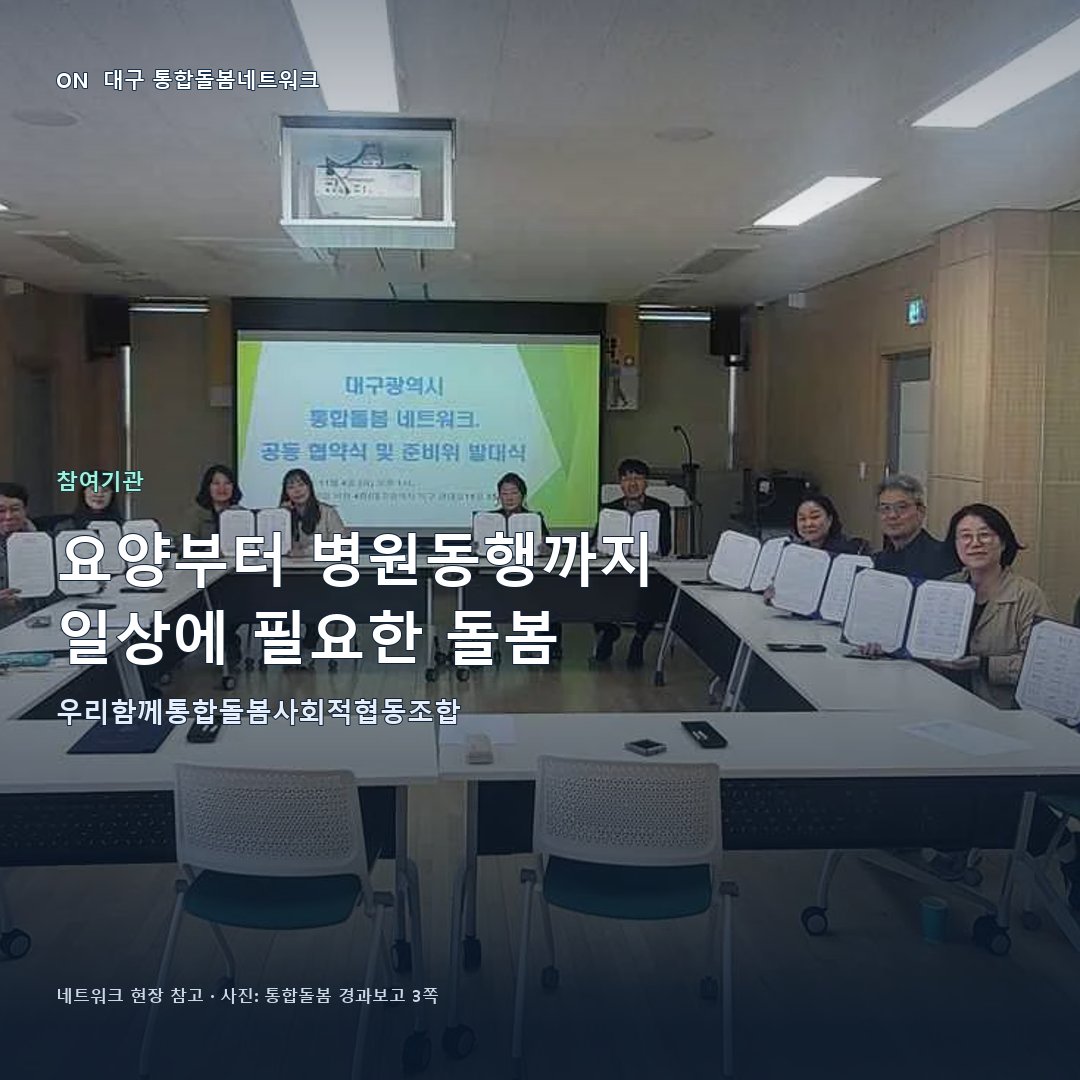 ON 대구 통합돌봄네트워크
대구광역시
통합돌봄 네트워크.
공동 협약식 및 준비위 발대식
참여기관
요양부터 병원동행까지
일상에 필요한 돌봄
우리함께통합돌봄사회적협동조합
네트워크 현장 참고 · 사진: 통합돌봄 경과보고 3쪽